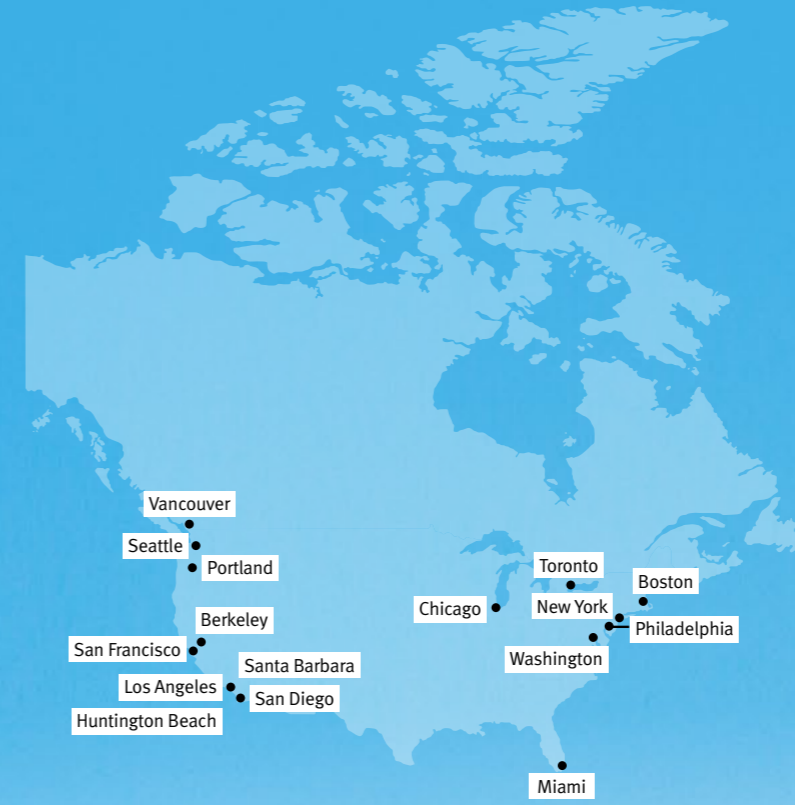 Vancouver
Seattle
Portland
Toronto
Boston
Chicago
New York
Berkeley
Philadelphia
San Francisco
Washington
Santa Barbara
Los Angeles
San Diego
Huntington Beach
Miami